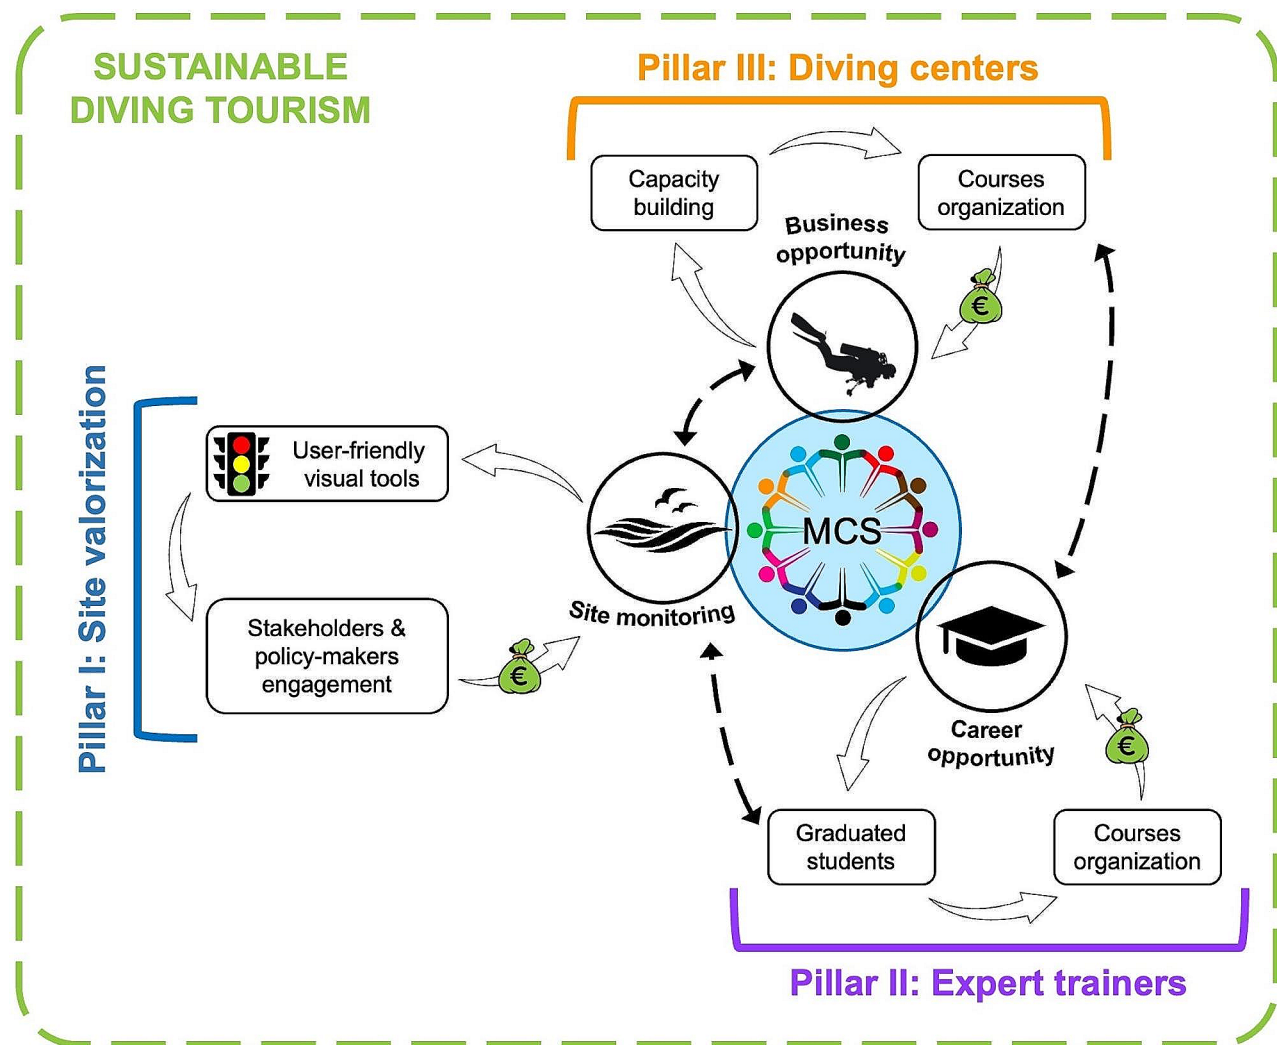 SUSTAINABLE
DIVING TOURISM
Pillar III: Diving centers
Capacity
building
Courses
organization
Business
opportunity
€
Pillar I: Site valorization
User-friendly
visual tools
MCS
Site monitoring
Stakeholders &
policy-makers
engagement
€
Career
opportunity
€
Graduated
students
Courses
organization
Pillar II: Expert trainers